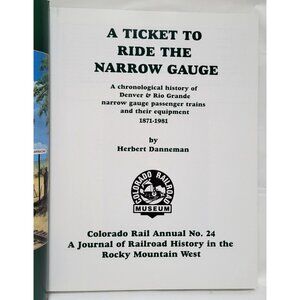 A TICKET TO
RIDE THE
NARROW GAUGE
A chronological history of
Denver & Rio Grande
narrow gauge passenger trains
and their equipment
1871-1981
by
Herbert Danneman
COLORADO RAILROAD
MUSEUM
Colorado Rail Annual No. 24
A Journal of Railroad History in the
Rocky Mountain West